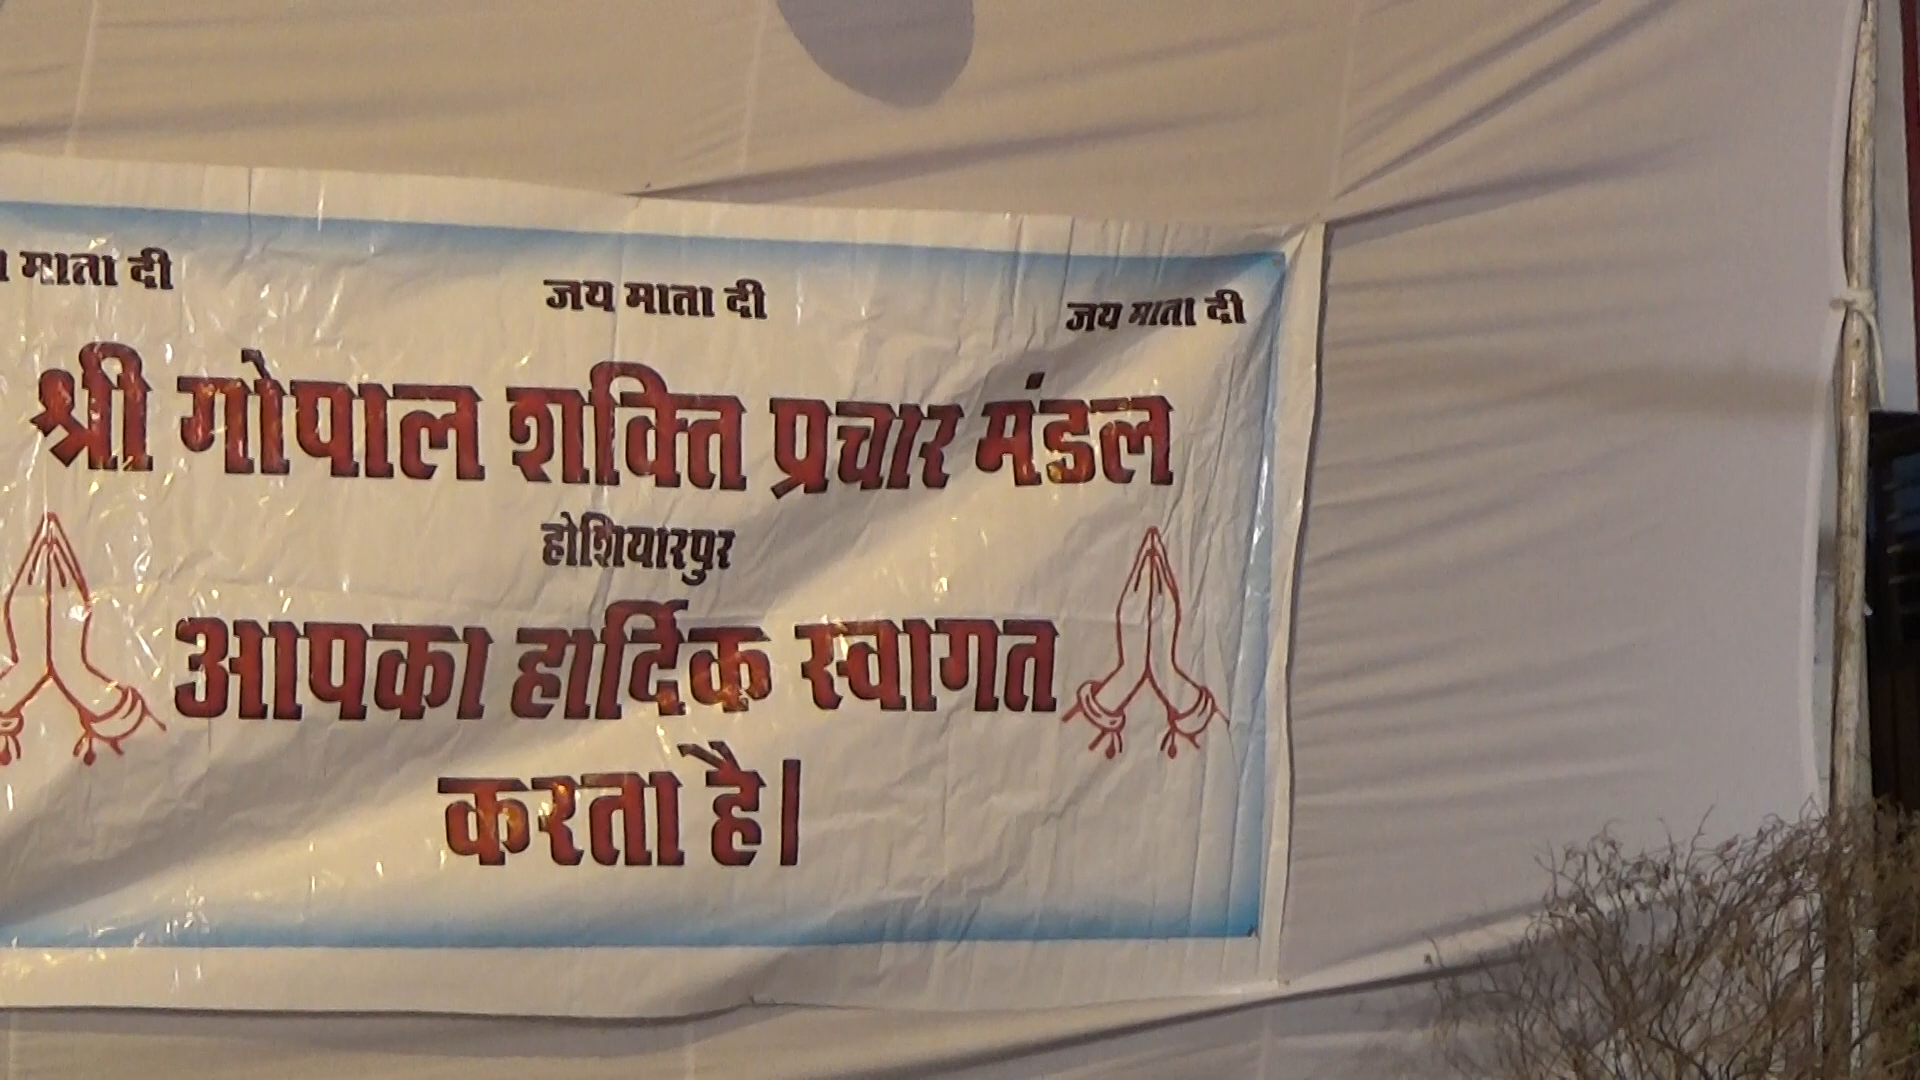 माता दी जय माता दी जय माता दी
श्री गोपाल शक्ति प्रचार मंडल
होशियारपुर
आपका हार्दिक स्वागत
करता है।